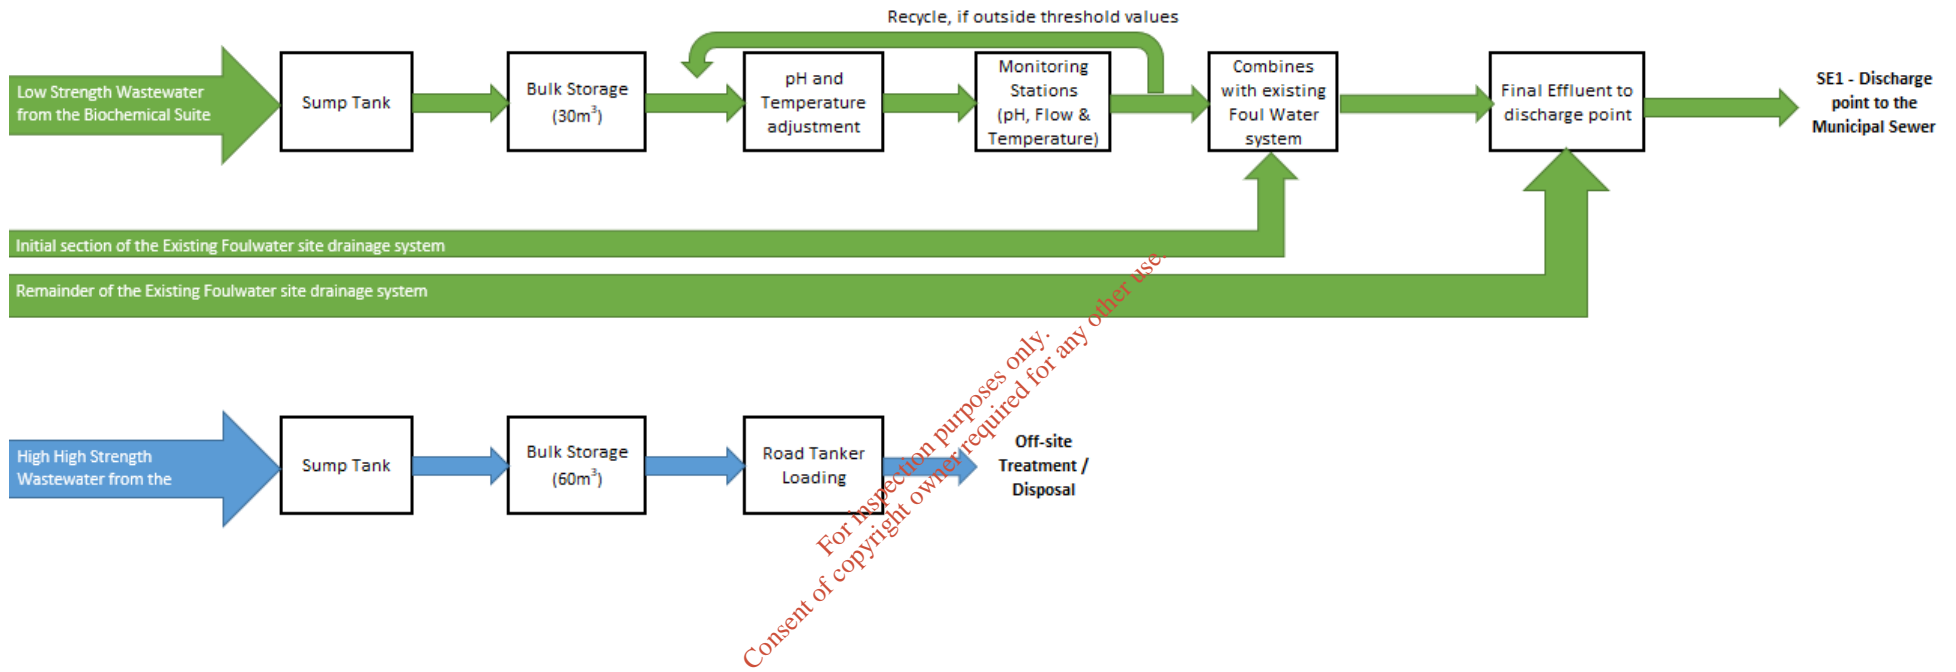 Recycle, if outside threshold values
Low Strength Wastewater
from the Biochemical Suite
Sump Tank
Bulk Storage
(30m³)
pH and
Temperature
adjustment
Monitoring
Stations
(pH, Flow &
Temperature)
Combines
with existing
Foul Water
system
Final Effluent to
discharge point
SE1 - Discharge
point to the
Municipal Sewer
Initial section of the Existing Foulwater site drainage system
Remainder of the Existing Foulwater site drainage system
High High Strength
Wastewater from the
Sump Tank
Bulk Storage
(60m³)
Road Tanker
Loading
Off-site
Treatment /
Disposal
For inspection purposes only.
Consent of copyright owner required for any other use.